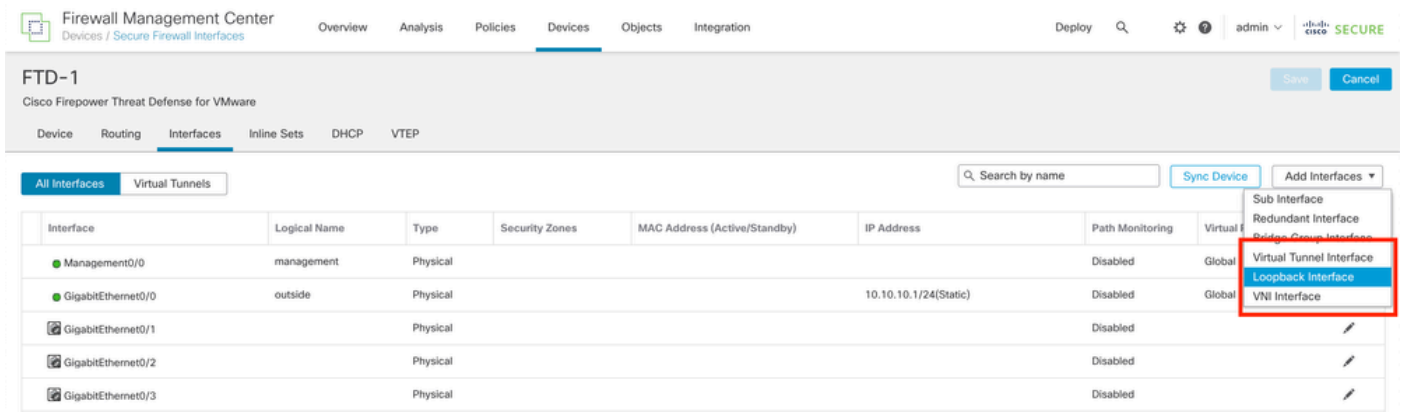 Firewall Management Center
Devices / Secure Firewall Interfaces
Overview Analysis Policies Devices Objects Integration Deploy admin cisco SECURE
FTD-1
Save Cancel
Cisco Firepower Threat Defense for VMware
Device Routing Interfaces Inline Sets DHCP VTEP
All Interfaces Virtual Tunnels Search by name Sync Device Add Interfaces
Sub Interface
Redundant Interface
Bridge Group Interface
Virtual Tunnel Interface
Loopback Interface
VNI Interface
Interface Logical Name Type Security Zones MAC Address (Active/Standby) IP Address Path Monitoring Virtual
Management0/0 management Physical Disabled Global
GigabitEthernet0/0 outside Physical 10.10.10.1/24(Static) Disabled Global
GigabitEthernet0/1 Physical Disabled
GigabitEthernet0/2 Physical Disabled
GigabitEthernet0/3 Physical Disabled